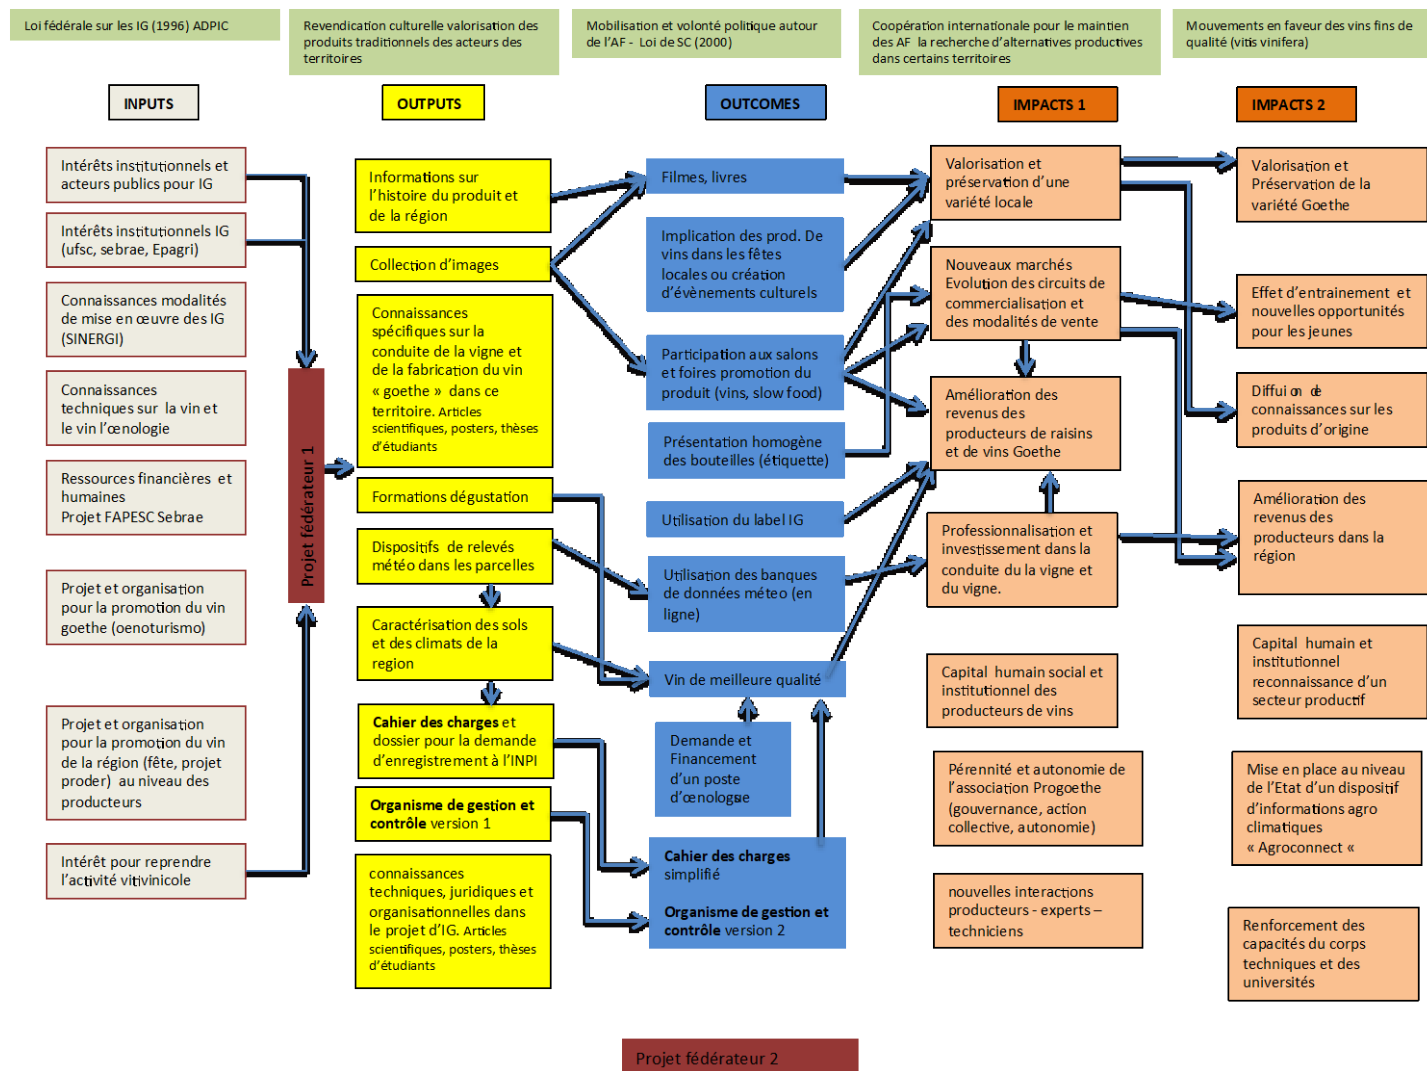 Loi fédérale sur les IG (1996) ADPIC
Revendication culturelle valorisation des
produits traditionnels des acteurs des
territoires
Mobilisation et volonté politique autour
de l'AF - Loi de SC (2000)
Coopération internationale pour le maintien
des AF la recherche d'alternatives productives
dans certains territoires
Mouvements en faveur des vins fins de
qualité (vitis vinifera)
INPUTS
OUTPUTS
OUTCOMES
IMPACTS 1
IMPACTS 2
Intérêts institutionnels et
acteurs publics pour IG
Intérêts institutionnels IG
(ufsc, sebrae, Epagri)
Connaissances modalités
de mise en œuvre des IG
(SINERGI)
Connaissances
techniques sur la vin et
le vin l'œnologie
Ressources financières et
humaines
Projet FAPESC Sebrae
Projet et organisation
pour la promotion du vin
goethe (oenoturismo)
Projet et organisation
pour la promotion du vin
de la région (fête, projet
proder) au niveau des
producteurs
Intérêt pour reprendre
l'activité vitivinicole
Projet fédérateur 1
Informations sur
l'histoire du produit et
de la région
Collection d'images
Connaissances
spécifiques sur la
conduite de la vigne et
de la fabrication du vin
« goethe » dans ce
territoire. Articles
scientifiques, posters, thèses
d'étudiants
Formations dégustation
Dispositifs de relevés
météo dans les parcelles
Caractérisation des sols
et des climats de la
region
Cahier des charges et
dossier pour la demande
d'enregistrement à l'INPI
Organisme de gestion et
contrôle version 1
connaissances
techniques, juridiques et
organisationnelles dans
le projet d'IG. Articles
scientifiques, posters, thèses
d'étudiants
Filmes, livres
Implication des prod. De
vins dans les fêtes
locales ou création
d'évènements culturels
Participation aux salons
et foires promotion du
produit (vins, slow food)
Présentation homogène
des bouteilles (étiquette)
Utilisation du label IG
Utilisation des banques
de données méteo (en
ligne)
Vin de meilleure qualité
Demande et
Financement
d'un poste
d'œnologue
Cahier des charges
simplifié
Organisme de gestion et
contrôle version 2
Valorisation et
préservation d'une
variété locale
Nouveaux marchés
Evolution des circuits de
commercialisation et
des modalités de vente
Amélioration des
revenus des
producteurs de raisins
et de vins Goethe
Professionnalisation et
investissement dans la
conduite du la vigne et
du vigne.
Capital humain social et
institutionnel des
producteurs de vins
Pérennité et autonomie de
l'association Progoethe
(gouvernance, action
collective, autonomie)
nouvelles interactions
producteurs - experts –
techniciens
Valorisation et
Préservation de la
variété Goethe
Effet d'entrainement et
nouvelles opportunités
pour les jeunes
Diffuion de
connaissances sur les
produits d'origine
Amélioration des
revenus des
producteurs dans la
région
Capital humain et
institutionnel
reconnaissance d'un
secteur productif
Mise en place au niveau
de l'Etat d'un dispositif
d'informations agro
climatiques
« Agroconnect «
Renforcement des
capacités du corps
techniques et des
universités
Projet fédérateur 2